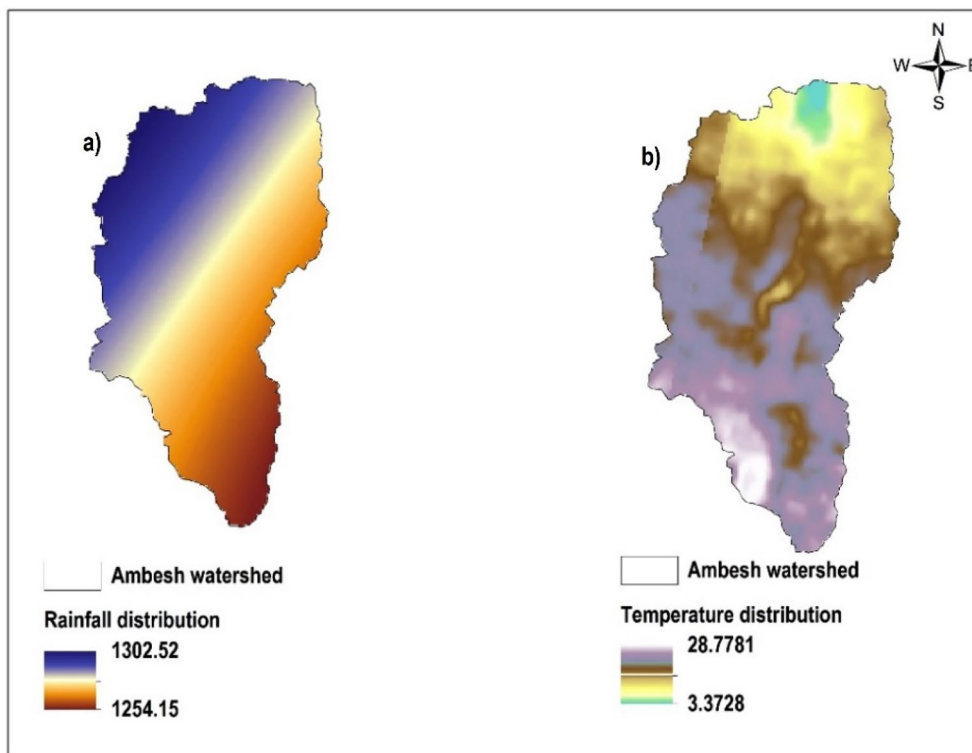 N
W E
S
a)
b)
Ambesh watershed
Rainfall distribution
1302.52
1254.15
Ambesh watershed
Temperature distribution
28.7781
3.3728